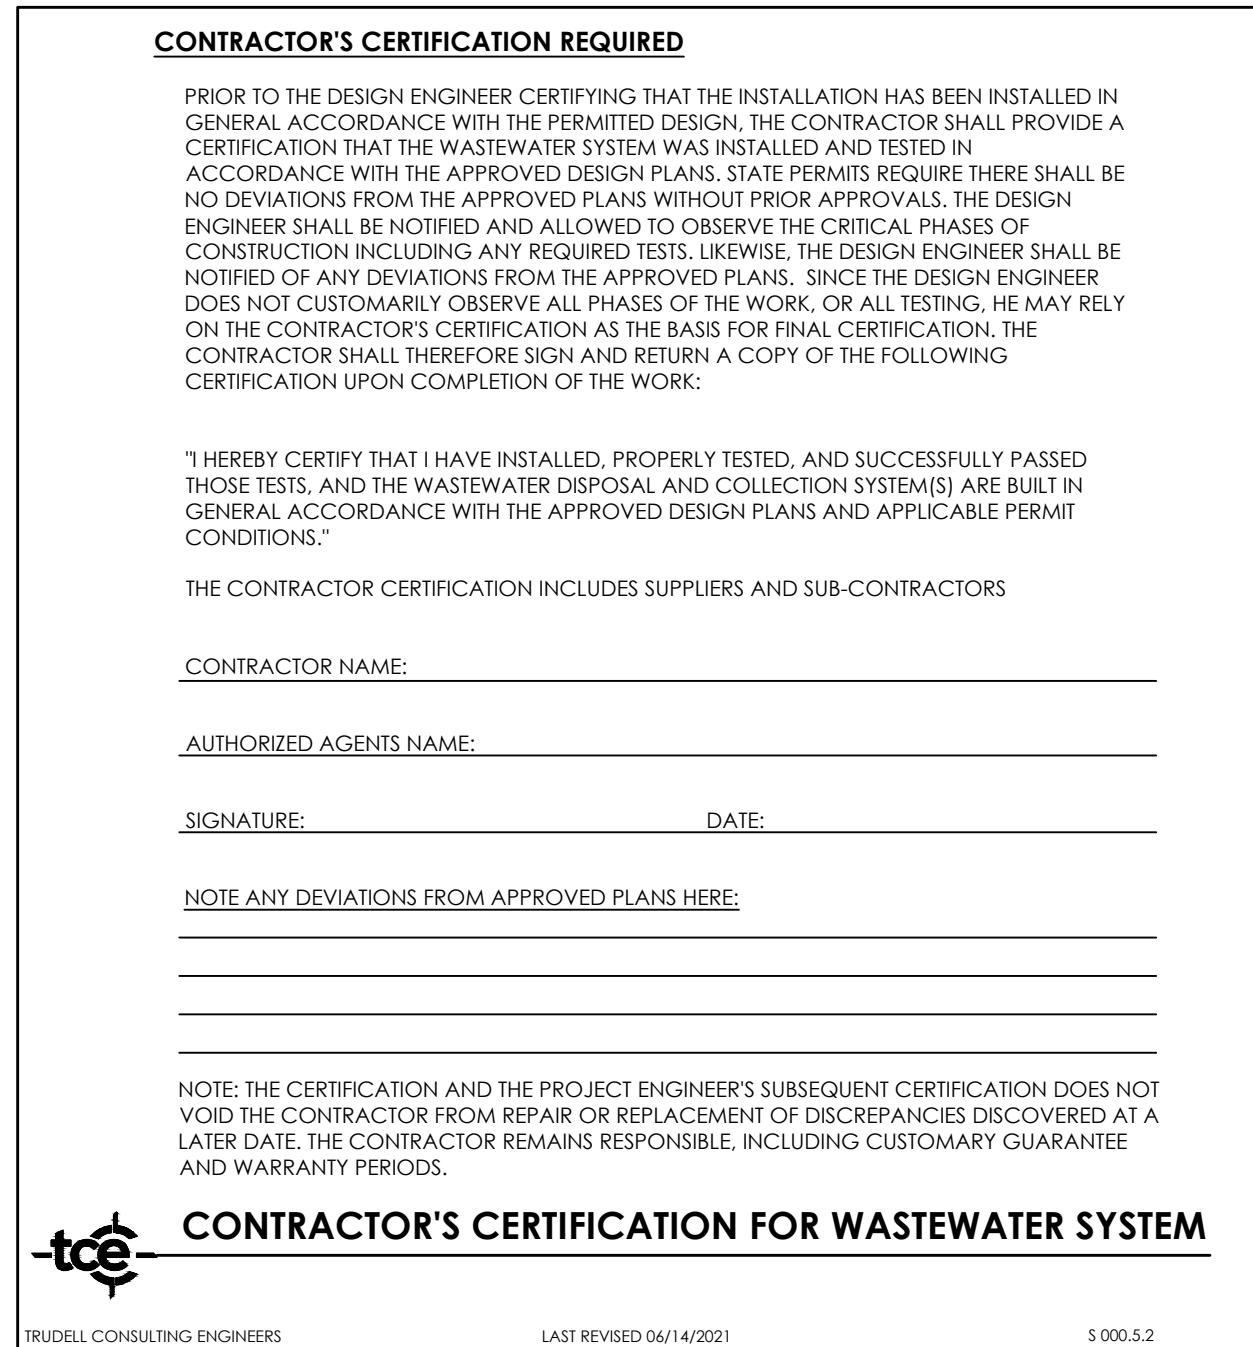 CONTRACTOR'S CERTIFICATION REQUIRED
PRIOR TO THE DESIGN ENGINEER CERTIFYING THAT THE INSTALLATION HAS BEEN INSTALLED IN
GENERAL ACCORDANCE WITH THE PERMITTED DESIGN, THE CONTRACTOR SHALL PROVIDE A
CERTIFICATION THAT THE WASTEWATER SYSTEM WAS INSTALLED AND TESTED IN
ACCORDANCE WITH THE APPROVED DESIGN PLANS. STATE PERMITS REQUIRE THERE SHALL BE
NO DEVIATIONS FROM THE APPROVED PLANS WITHOUT PRIOR APPROVALS. THE DESIGN
ENGINEER SHALL BE NOTIFIED AND ALLOWED TO OBSERVE THE CRITICAL PHASES OF
CONSTRUCTION INCLUDING ANY REQUIRED TESTS. LIKEWISE, THE DESIGN ENGINEER SHALL BE
NOTIFIED OF ANY DEVIATIONS FROM THE APPROVED PLANS.  SINCE THE DESIGN ENGINEER
DOES NOT CUSTOMARILY OBSERVE ALL PHASES OF THE WORK, OR ALL TESTING, HE MAY RELY
ON THE CONTRACTOR'S CERTIFICATION AS THE BASIS FOR FINAL CERTIFICATION. THE
CONTRACTOR SHALL THEREFORE SIGN AND RETURN A COPY OF THE FOLLOWING
CERTIFICATION UPON COMPLETION OF THE WORK:
"I HEREBY CERTIFY THAT I HAVE INSTALLED, PROPERLY TESTED, AND SUCCESSFULLY PASSED
THOSE TESTS, AND THE WASTEWATER DISPOSAL AND COLLECTION SYSTEM(S) ARE BUILT IN
GENERAL ACCORDANCE WITH THE APPROVED DESIGN PLANS AND APPLICABLE PERMIT
CONDITIONS."
THE CONTRACTOR CERTIFICATION INCLUDES SUPPLIERS AND SUB-CONTRACTORS
CONTRACTOR NAME:
AUTHORIZED AGENTS NAME:
SIGNATURE: DATE:
NOTE ANY DEVIATIONS FROM APPROVED PLANS HERE:
NOTE: THE CERTIFICATION AND THE PROJECT ENGINEER'S SUBSEQUENT CERTIFICATION DOES NOT
VOID THE CONTRACTOR FROM REPAIR OR REPLACEMENT OF DISCREPANCIES DISCOVERED AT A
LATER DATE. THE CONTRACTOR REMAINS RESPONSIBLE, INCLUDING CUSTOMARY GUARANTEE
AND WARRANTY PERIODS.
CONTRACTOR'S CERTIFICATION FOR WASTEWATER SYSTEM
tce
TRUDELL CONSULTING ENGINEERS LAST REVISED 06/14/2021 S 000.5.2